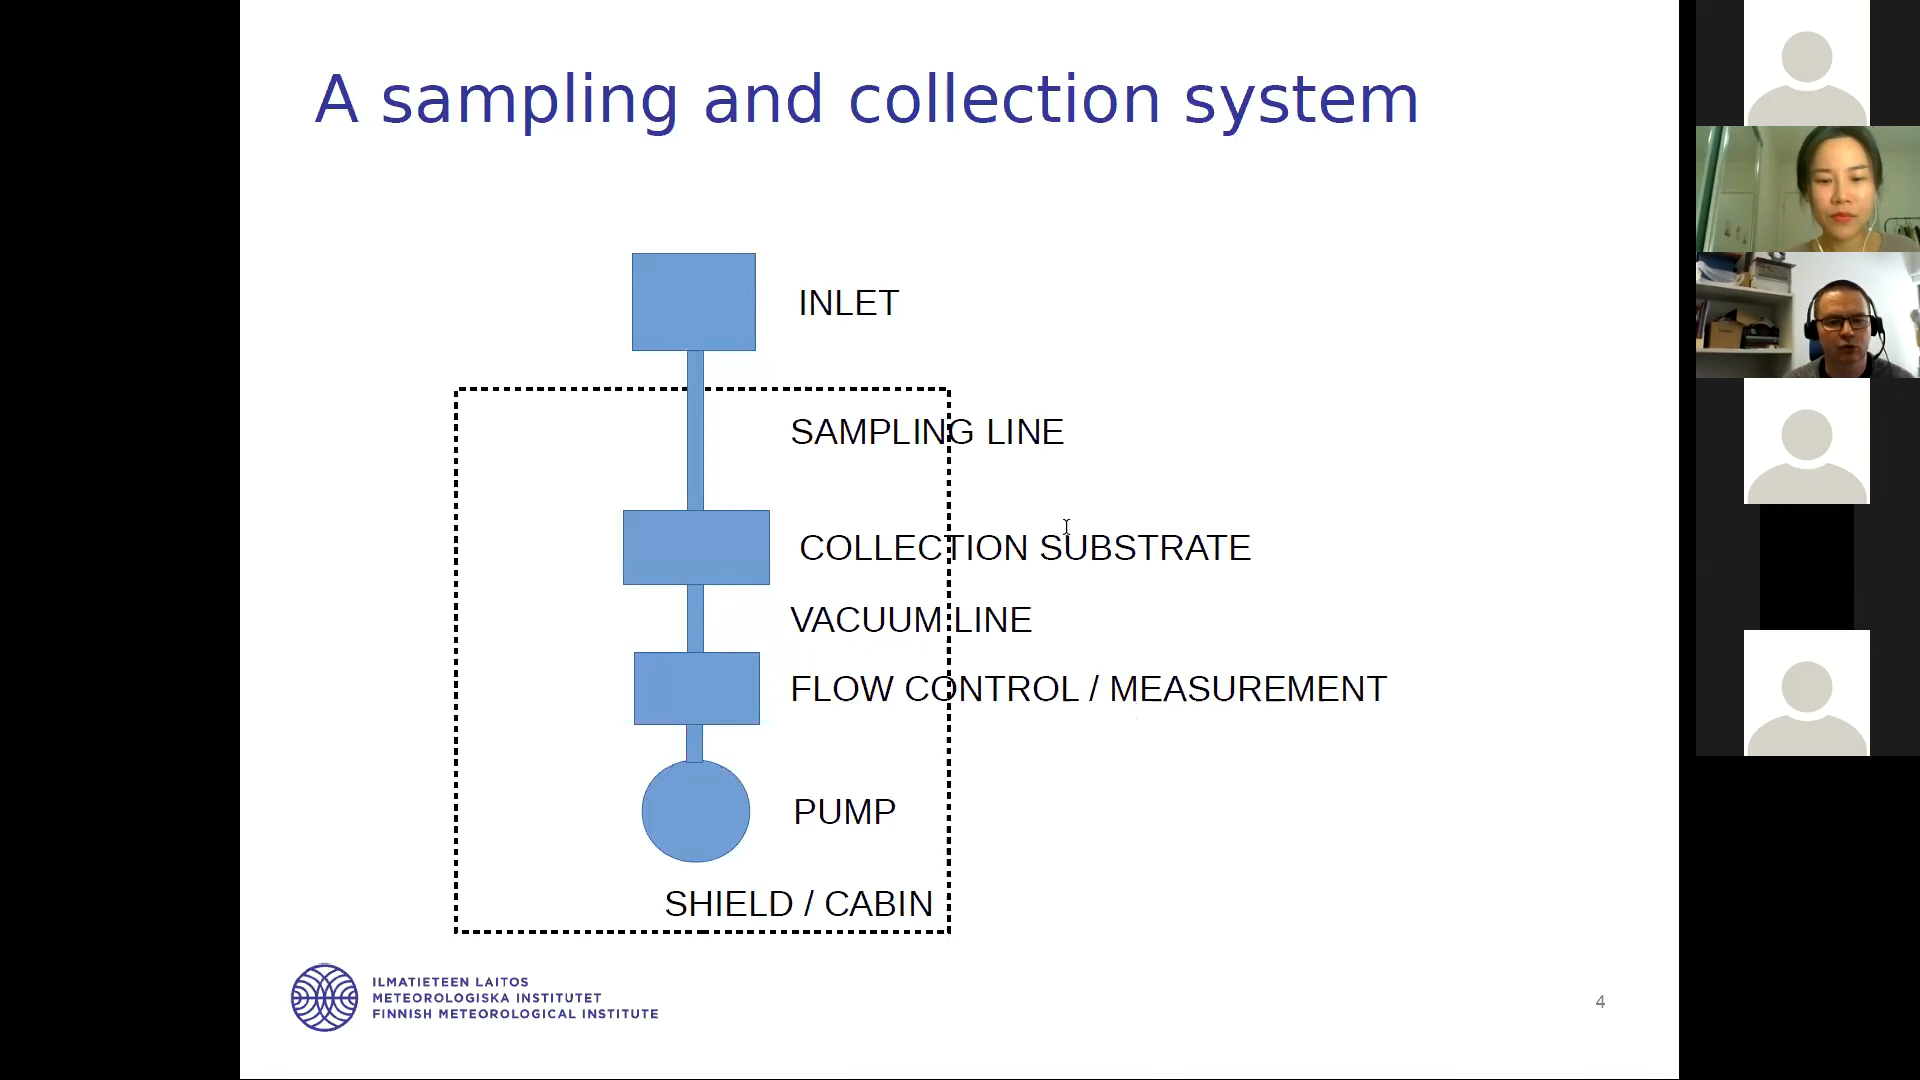 A sampling and collection system
INLET
SAMPLING LINE
COLLECTION SUBSTRATE
VACUUM LINE
FLOW CONTROL / MEASUREMENT
PUMP
SHIELD / CABIN
ILMATIETEEN LAITOS
METEOROLOGISKA INSTITUTET
FINNISH METEOROLOGICAL INSTITUTE
4